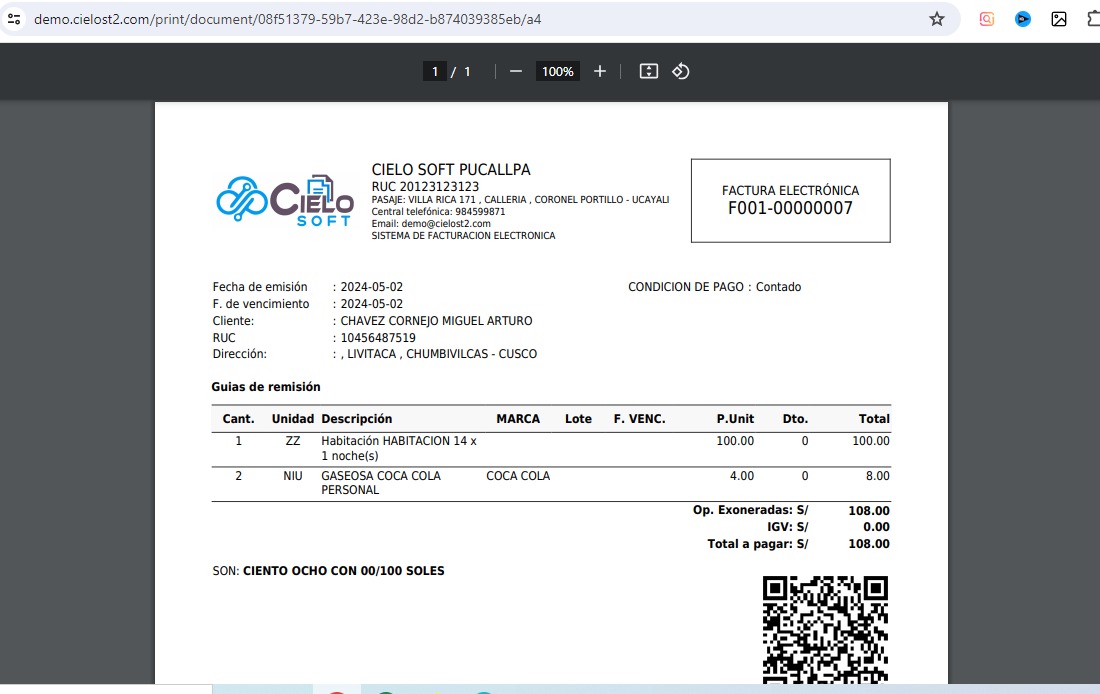 demo.cielost2.com/print/document/08f51379-59b7-423e-98d2-b874039385eb/a4
1 / 1
100%
CIELO
SOFT
CIELO SOFT PUCALLPA
RUC 20123123123
PASAJE: VILLA RICA 171 , CALLERIA , CORONEL PORTILLO - UCAYALI
Central telefónica: 984599871
Email: demo@cielost2.com
SISTEMA DE FACTURACION ELECTRONICA
FACTURA ELECTRÓNICA
F001-00000007
Fecha de emisión : 2024-05-02 CONDICION DE PAGO : Contado
F. de vencimiento : 2024-05-02
Cliente: : CHAVEZ CORNEJO MIGUEL ARTURO
RUC : 10456487519
Dirección: : , LIVITACA , CHUMBIVILCAS - CUSCO
Guias de remisión
Cant. Unidad Descripción MARCA Lote F. VENC. P.Unit Dto. Total
1 ZZ Habitación HABITACION 14 x 100.00 0 100.00
1 noche(s)
2 NIU GASEOSA COCA COLA COCA COLA 4.00 0 8.00
PERSONAL
Op. Exoneradas: S/ 108.00
IGV: S/ 0.00
Total a pagar: S/ 108.00
SON: CIENTO OCHO CON 00/100 SOLES